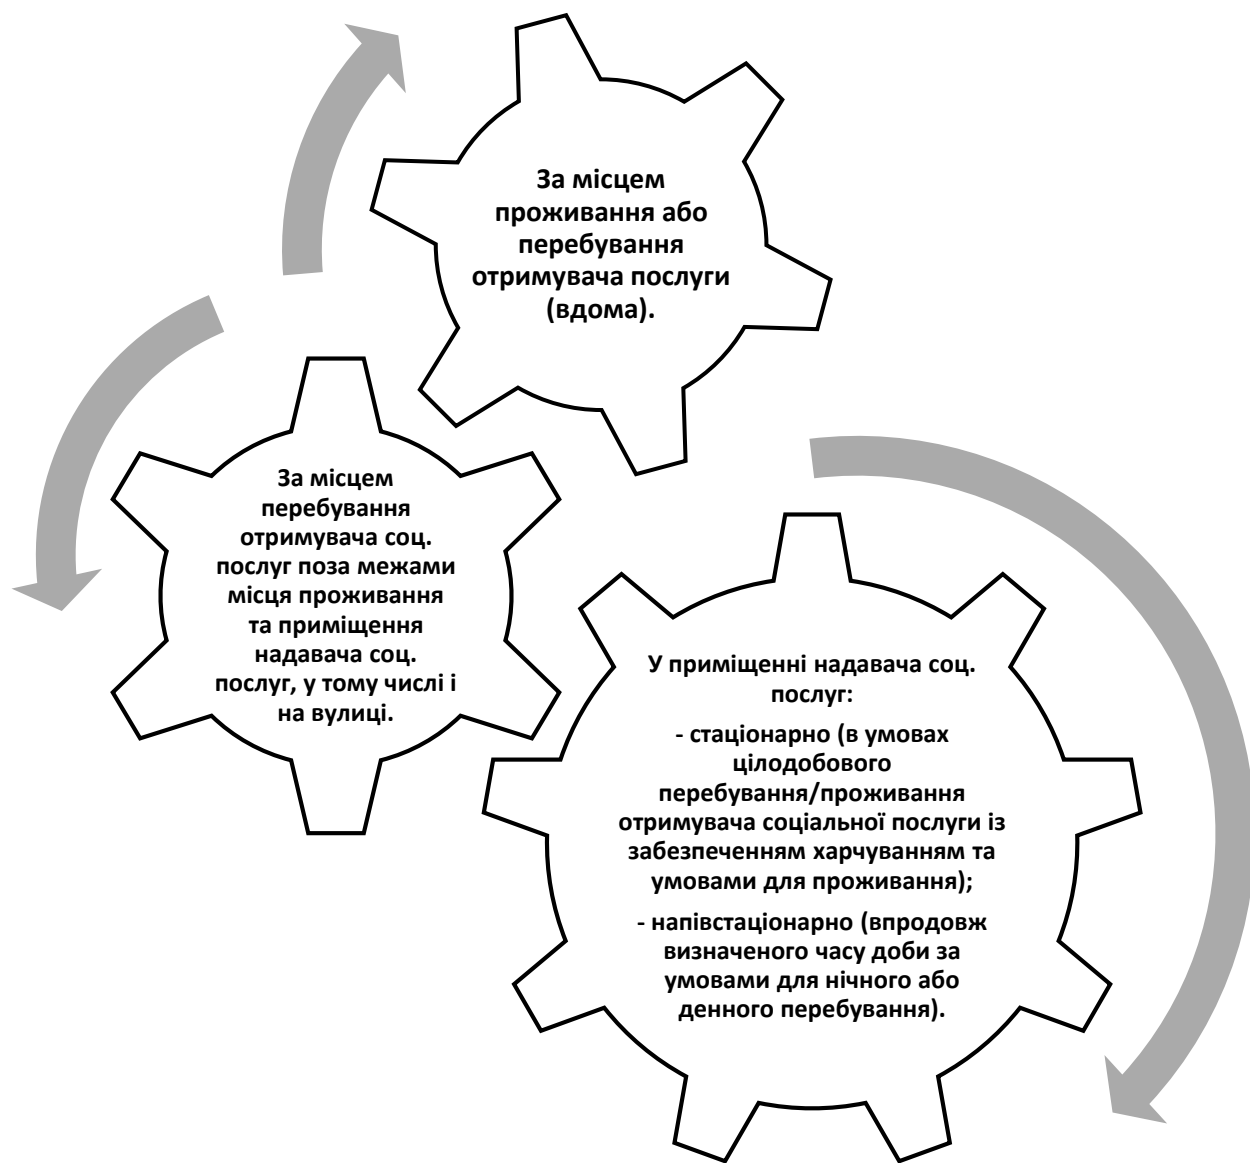 За місцем
проживання або
перебування
отримувача послуги
(вдома).
За місцем
перебування
отримувача соц.
послуг поза межами
місця проживання
та приміщення
надавача соц.
послуг, у тому числі і
на вулиці.
У приміщенні надавача соц.
послуг:
- стаціонарно (в умовах
цілодобового
перебування/проживання
отримувача соціальної послуги із
забезпеченням харчуванням та
умовами для проживання);
- напівстаціонарно (впродовж
визначеного часу доби за
умовами для нічного або
денного перебування).